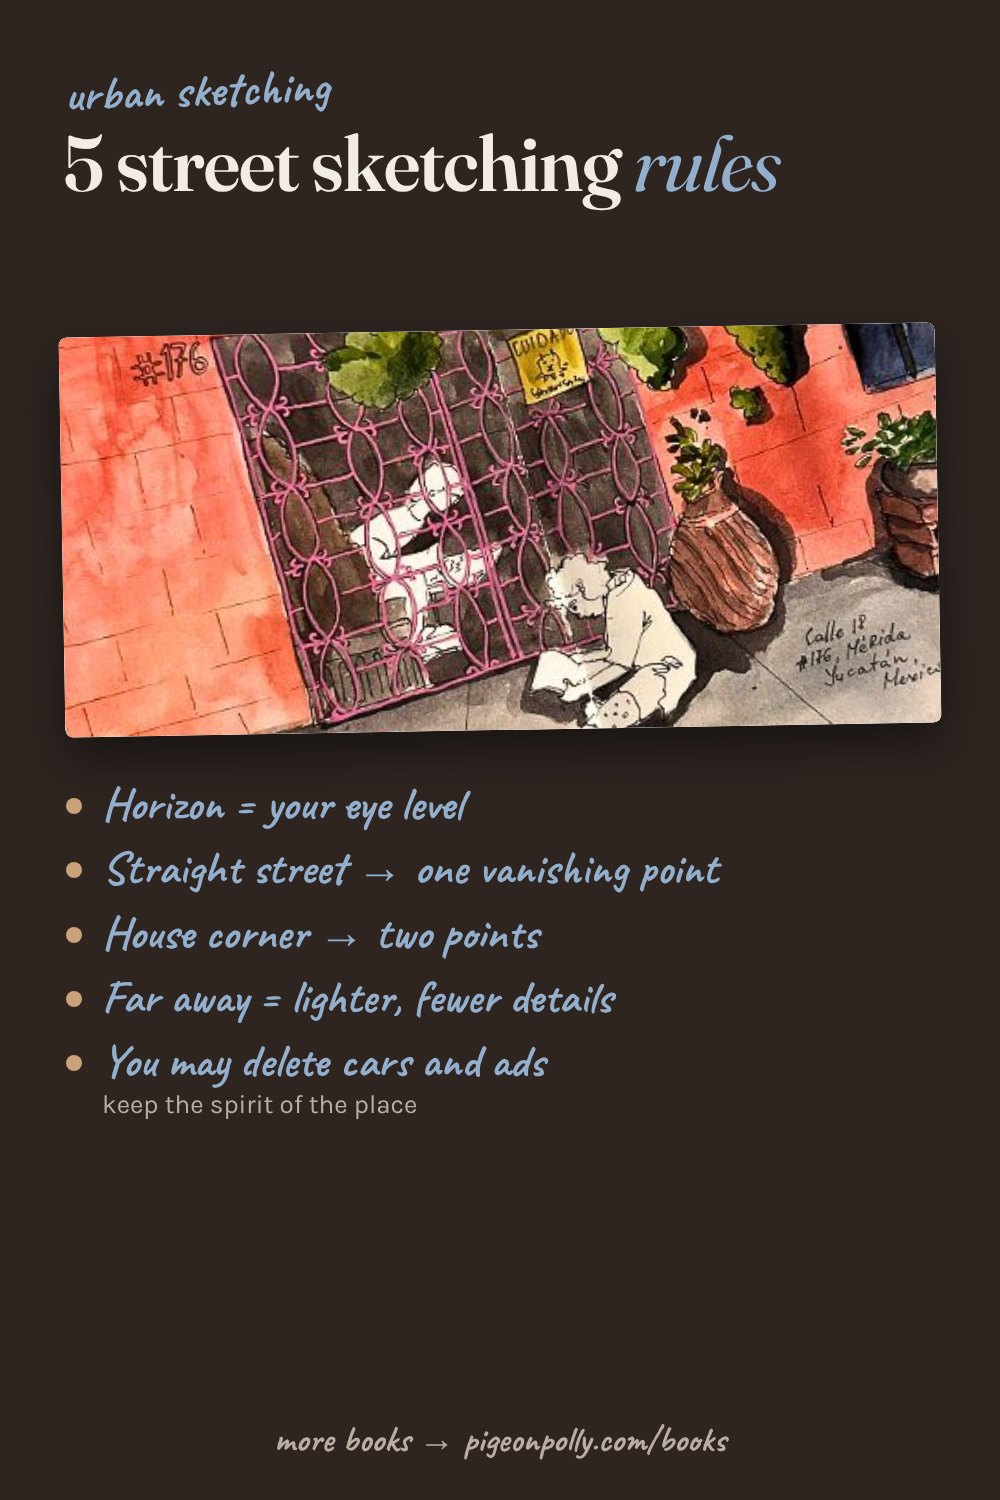 urban sketching
5 street sketching rules
#176
CUIDADO
Calle 18
#176, Mérida
Yucatán,
Mexico
Horizon = your eye level
Straight street → one vanishing point
House corner → two points
Far away = lighter, fewer details
You may delete cars and ads
keep the spirit of the place
more books → pigeonpolly.com/books